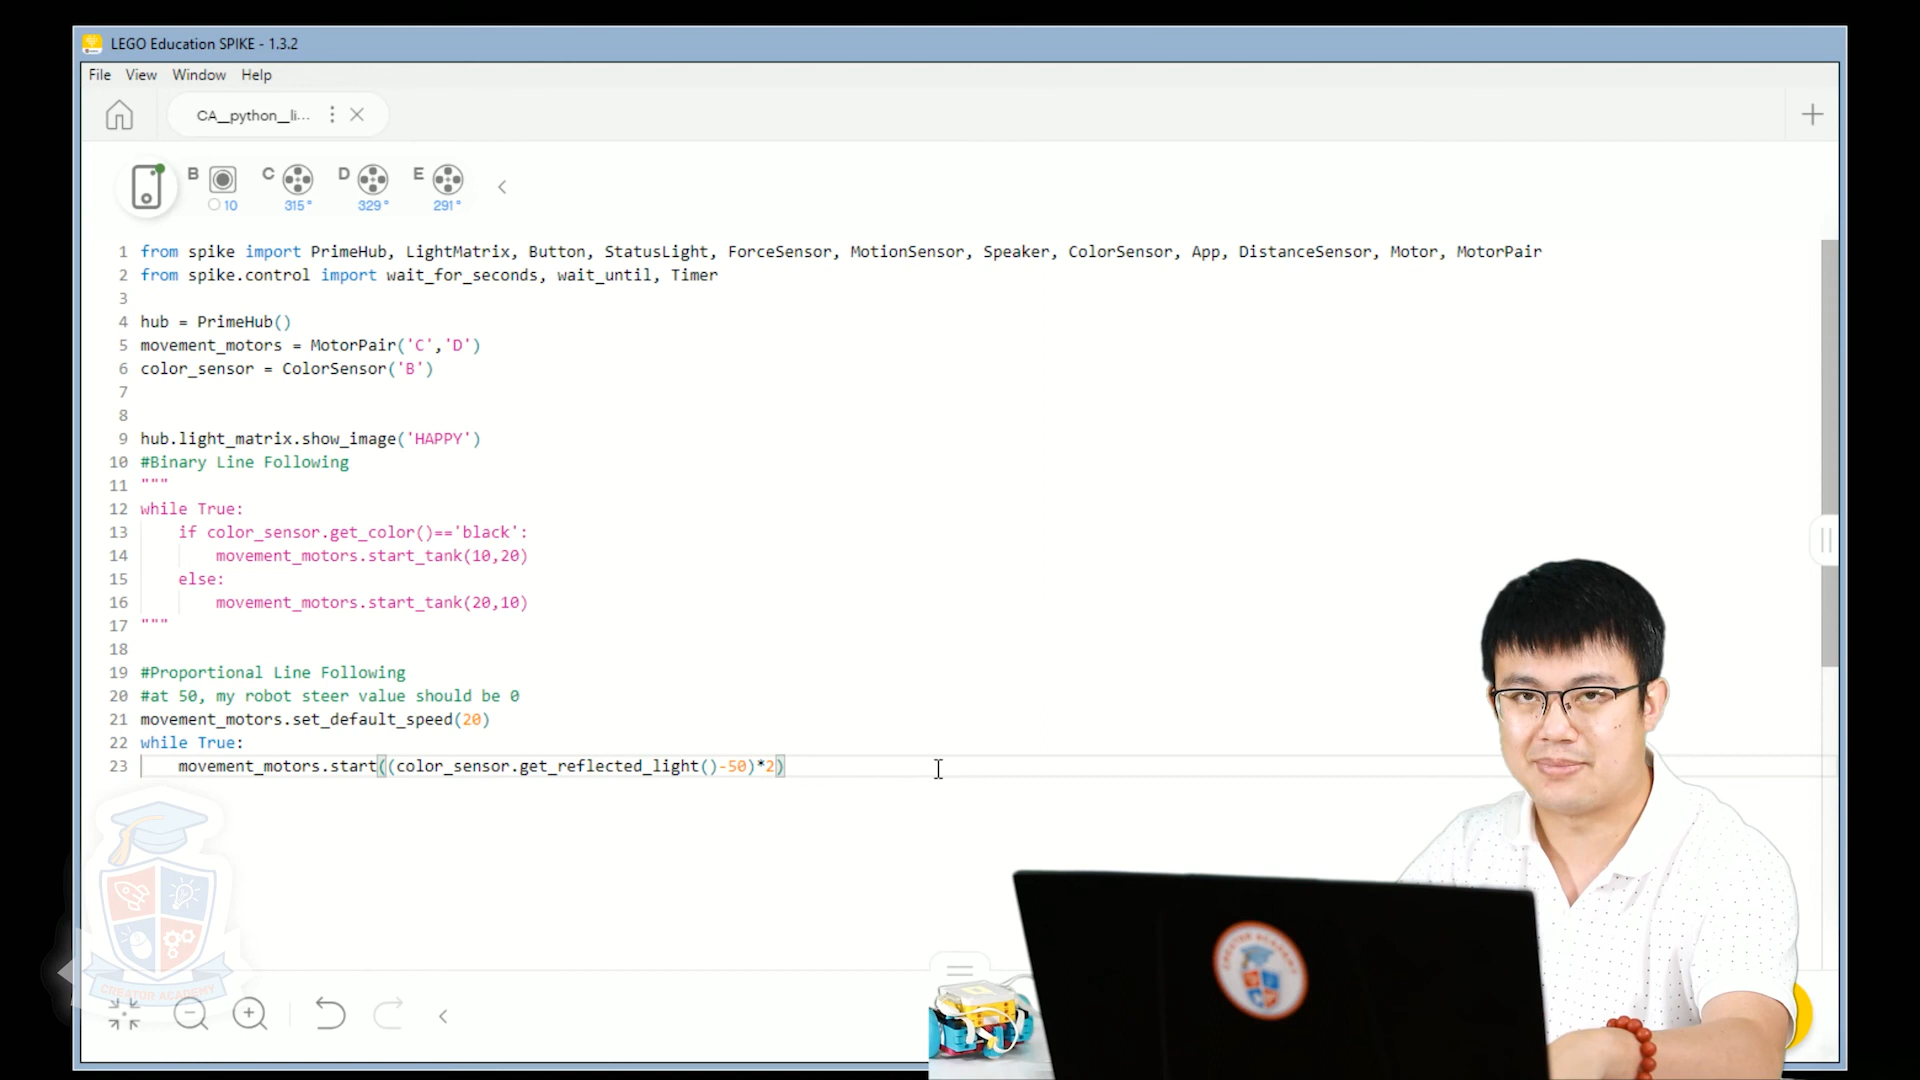 LEGO Education SPIKE - 1.3.2
File View Window Help
CA_python_li...
B C D E
10 315° 329° 291°
1 from spike import PrimeHub, LightMatrix, Button, StatusLight, ForceSensor, MotionSensor, Speaker, ColorSensor, App, DistanceSensor, Motor, MotorPair
2 from spike.control import wait_for_seconds, wait_until, Timer
3
4 hub = PrimeHub()
5 movement_motors = MotorPair('C','D')
6 color_sensor = ColorSensor('B')
7
8
9 hub.light_matrix.show_image('HAPPY')
10 #Binary Line Following
11 """
12 while True:
13     if color_sensor.get_color()=='black':
14         movement_motors.start_tank(10,20)
15     else:
16         movement_motors.start_tank(20,10)
17 """
18
19 #Proportional Line Following
20 #at 50, my robot steer value should be 0
21 movement_motors.set_default_speed(20)
22 while True:
23     movement_motors.start((color_sensor.get_reflected_light()-50)*2)
CREATOR ACADEMY
CREATOR ACADEMY